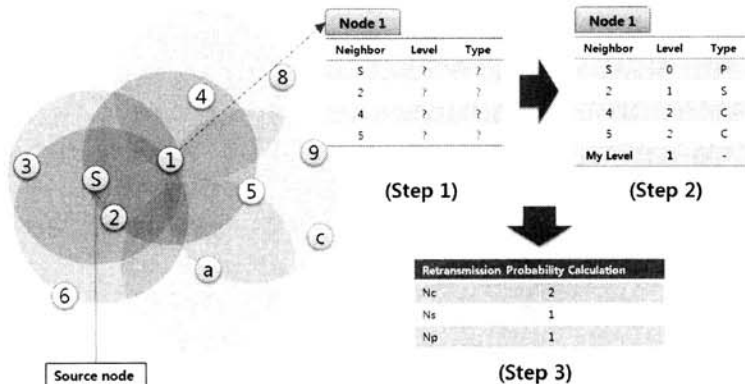 Node 1
Neighbor Level Type
S ? ?
2 ? ?
4 ? ?
5 ? ?
(Step 1)
Node 1
Neighbor Level Type
S 0 P
2 1 S
4 2 C
5 2 C
My Level 1 -
(Step 2)
8
4
9
3
S
1
5
2
c
a
6
Source node
Retransmission Probability Calculation
Nc 2
Ns 1
Np 1
(Step 3)